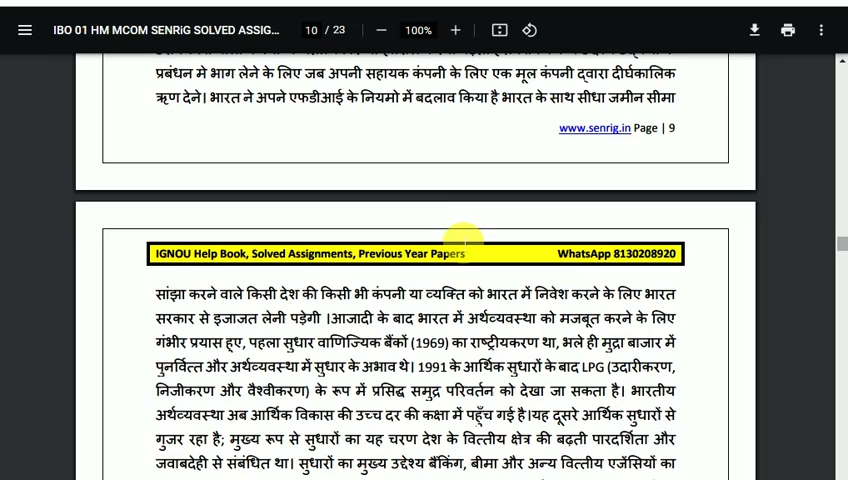 IBO 01 HM MCOM SENRiG SOLVED ASSIG... 10 / 23 100%
प्रबंधन मे भाग लेने के लिए जब अपनी सहायक कंपनी के लिए एक मूल कंपनी द्वारा दीर्घकालिक
ऋण देने। भारत ने अपने एफडीआई के नियमो में बदलाव किया है भारत के साथ सीधा जमीन सीमा
www.senrig.in Page | 9
IGNOU Help Book, Solved Assignments, Previous Year Papers WhatsApp 8130208920
सांझा करने वाले किसी देश की किसी भी कंपनी या व्यक्ति को भारत में निवेश करने के लिए भारत
सरकार से इजाजत लेनी पड़ेगी ।आजादी के बाद भारत में अर्थव्यवस्था को मजबूत करने के लिए
गंभीर प्रयास हुए, पहला सुधार वाणिज्यिक बैंकों (1969) का राष्ट्रीयकरण था, भले ही मुद्रा बाजार में
पुनर्वित्त और अर्थव्यवस्था में सुधार के अभाव थे। 1991 के आर्थिक सुधारों के बाद LPG (उदारीकरण,
निजीकरण और वैश्वीकरण) के रूप में प्रसिद्ध समुद्र परिवर्तन को देखा जा सकता है। भारतीय
अर्थव्यवस्था अब आर्थिक विकास की उच्च दर की कक्षा में पहुँच गई है।यह दूसरे आर्थिक सुधारों से
गुजर रहा है; मुख्य रूप से सुधारों का यह चरण देश के वित्तीय क्षेत्र की बढ़ती पारदर्शिता और
जवाबदेही से संबंधित था। सुधारों का मुख्य उद्देश्य बैंकिंग, बीमा और अन्य वित्तीय एजेंसियों का